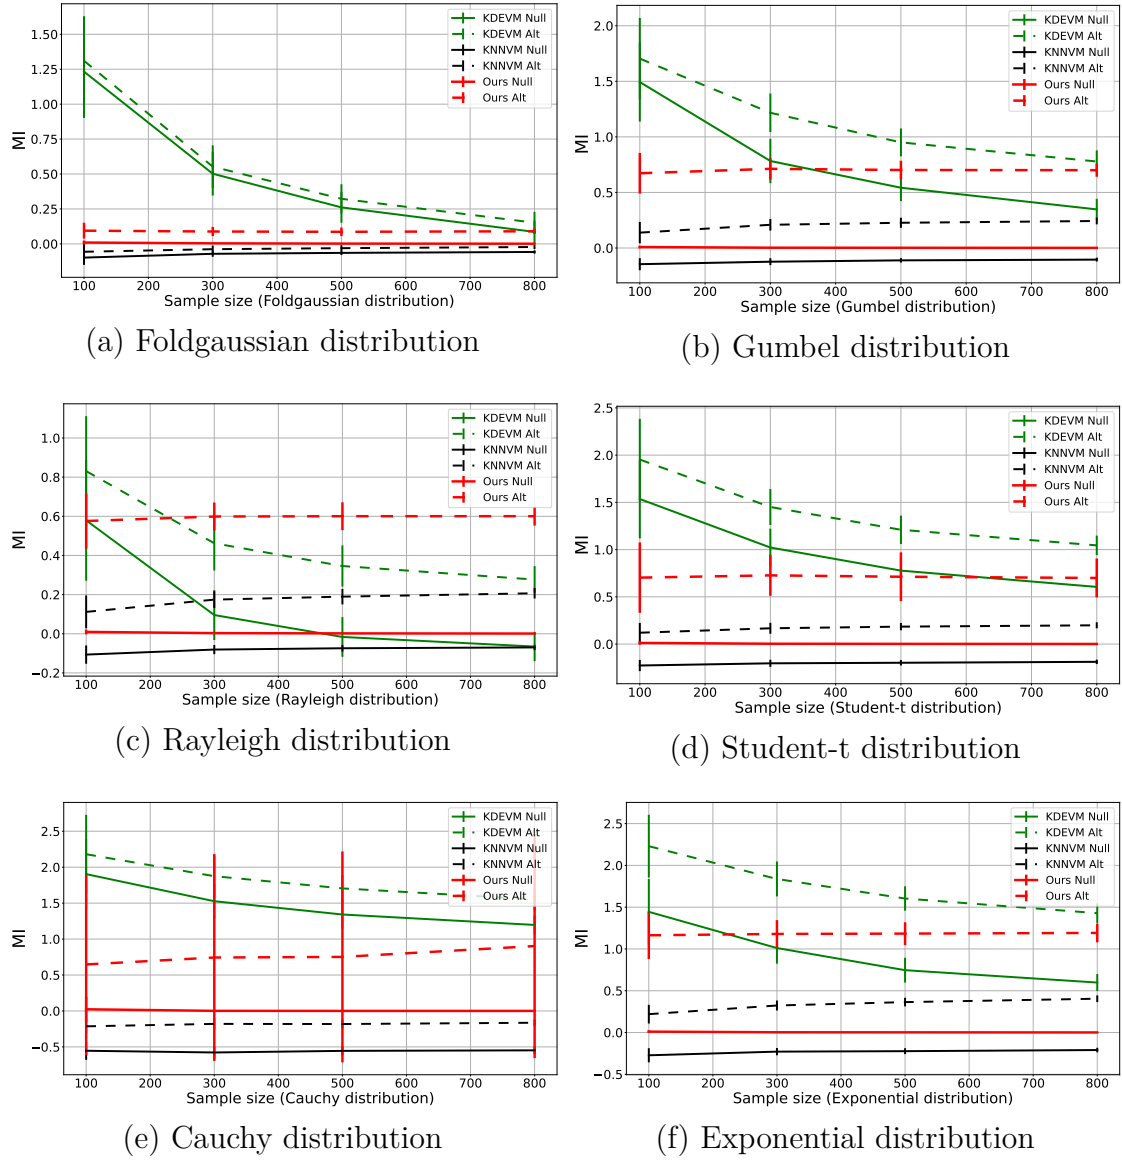 1.50
1.25
1.00
0.75
0.50
0.25
0.00
MI
KDEVM Null
KDEVM Alt
KNNVM Null
KNNVM Alt
Ours Null
Ours Alt
100 200 300 400 500 600 700 800
Sample size (Foldgaussian distribution)
(a) Foldgaussian distribution
2.0
1.5
1.0
0.5
0.0
MI
KDEVM Null
KDEVM Alt
KNNVM Null
KNNVM Alt
Ours Null
Ours Alt
100 200 300 400 500 600 700 800
Sample size (Gumbel distribution)
(b) Gumbel distribution
1.0
0.8
0.6
0.4
0.2
0.0
−0.2
MI
KDEVM Null
KDEVM Alt
KNNVM Null
KNNVM Alt
Ours Null
Ours Alt
100 200 300 400 500 600 700 800
Sample size (Rayleigh distribution)
(c) Rayleigh distribution
2.5
2.0
1.5
1.0
0.5
0.0
MI
KDEVM Null
KDEVM Alt
KNNVM Null
KNNVM Alt
Ours Null
Ours Alt
100 200 300 400 500 600 700 800
Sample size (Student-t distribution)
(d) Student-t distribution
2.5
2.0
1.5
1.0
0.5
0.0
−0.5
MI
KDEVM Null
KDEVM Alt
KNNVM Null
KNNVM Alt
Ours Null
Ours Alt
100 200 300 400 500 600 700 800
Sample size (Cauchy distribution)
(e) Cauchy distribution
2.5
2.0
1.5
1.0
0.5
0.0
−0.5
MI
KDEVM Null
KDEVM Alt
KNNVM Null
KNNVM Alt
Ours Null
Ours Alt
100 200 300 400 500 600 700 800
Sample size (Exponential distribution)
(f) Exponential distribution